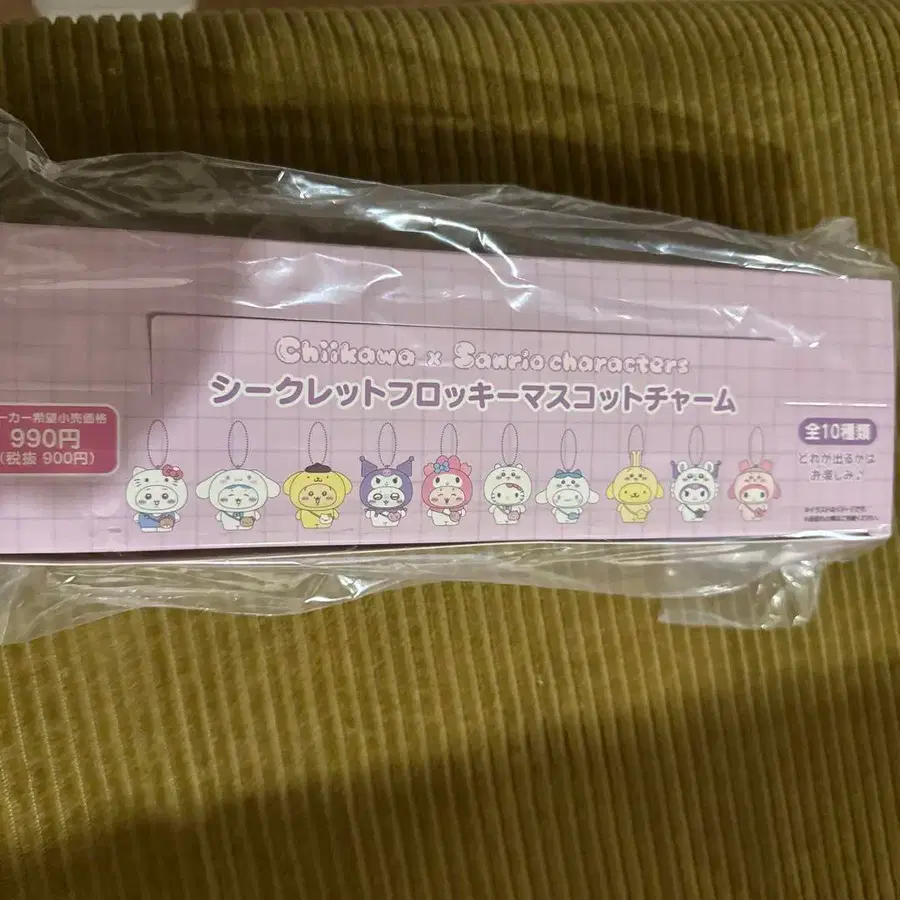 Chiikawa x Sanrio characters
シークレットフロッキーマスコットチャーム
ーカー希望小売価格
990円
(税抜 900円)
全10種類
どれが出るかは
お楽しみ♪